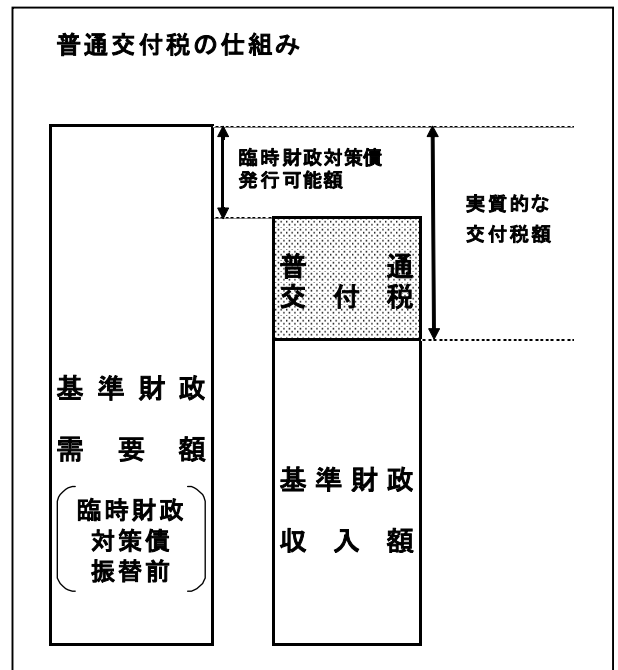 普通交付税の仕組み
臨時財政対策債
発行可能額
実質的な
交付税額
普通
交付税
基準財政
需要額
臨時財政
対策債
振替前
基準財政
収入額